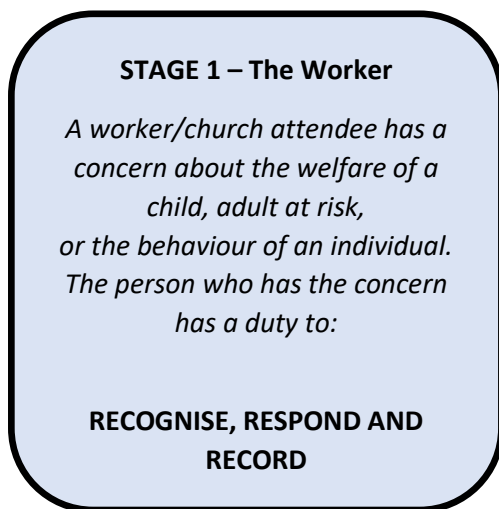 STAGE 1 – The Worker
A worker/church attendee has a
concern about the welfare of a
child, adult at risk,
or the behaviour of an individual.
The person who has the concern
has a duty to:
RECOGNISE, RESPOND AND
RECORD